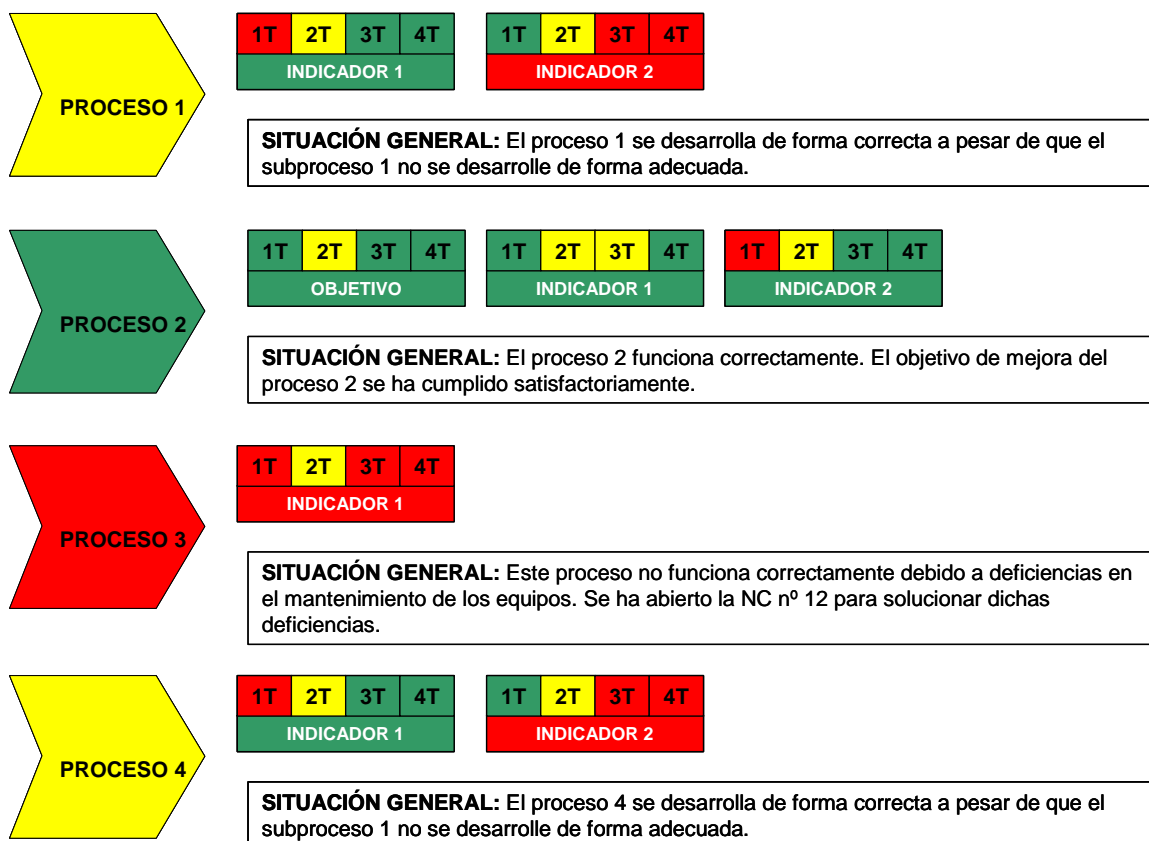 1T 2T 3T 4T
INDICADOR 1
1T 2T 3T 4T
INDICADOR 2
PROCESO 1
SITUACIÓN GENERAL: El proceso 1 se desarrolla de forma correcta a pesar de que el
subproceso 1 no se desarrolle de forma adecuada.
1T 2T 3T 4T
OBJETIVO
1T 2T 3T 4T
INDICADOR 1
1T 2T 3T 4T
INDICADOR 2
PROCESO 2
SITUACIÓN GENERAL: El proceso 2 funciona correctamente. El objetivo de mejora del
proceso 2 se ha cumplido satisfactoriamente.
1T 2T 3T 4T
INDICADOR 1
PROCESO 3
SITUACIÓN GENERAL: Este proceso no funciona correctamente debido a deficiencias en
el mantenimiento de los equipos. Se ha abierto la NC nº 12 para solucionar dichas
deficiencias.
1T 2T 3T 4T
INDICADOR 1
1T 2T 3T 4T
INDICADOR 2
PROCESO 4
SITUACIÓN GENERAL: El proceso 4 se desarrolla de forma correcta a pesar de que el
subproceso 1 no se desarrolle de forma adecuada.